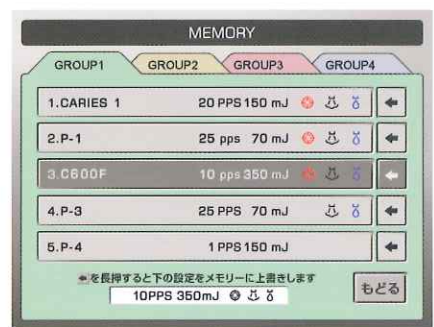 MEMORY
GROUP1 GROUP2 GROUP3 GROUP4
1.CARIES 1 20 PPS 150 mJ
2.P-1 25 pps 70 mJ
3.C600F 10 pps 350 mJ
4.P-3 25 PPS 70 mJ
5.P-4 1 PPS 150 mJ
を長押すると下の設定をメモリーに上書きします
10PPS 350mJ
もどる